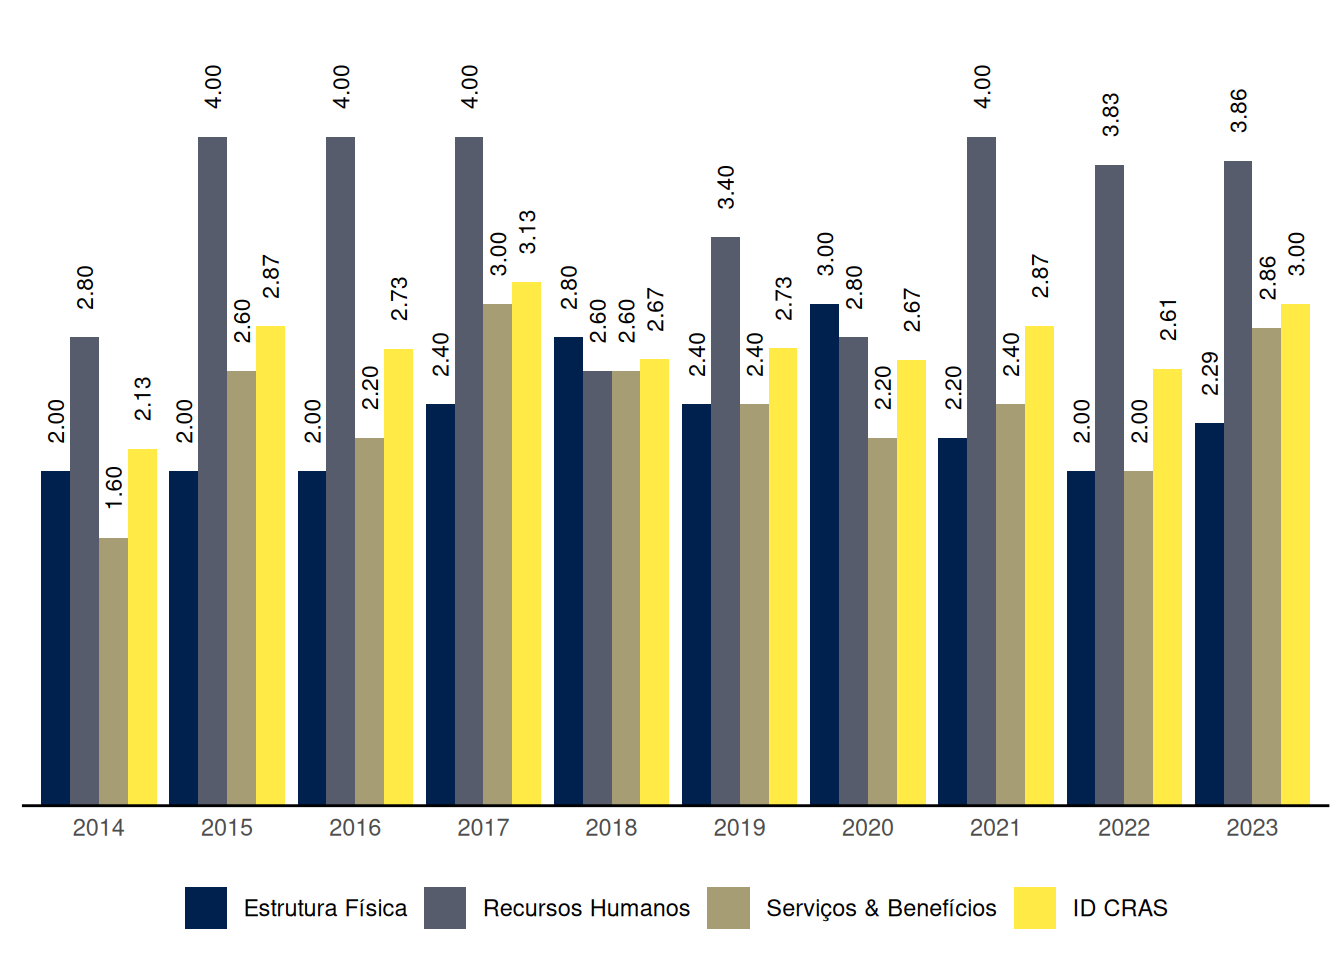 2.00 2.80 1.60 2.13
2.00 4.00 2.60 2.87
2.00 4.00 2.20 2.73
2.40 4.00 3.00 3.13
2.80 2.60 2.60 2.67
2.40 3.40 2.40 2.73
3.00 2.80 2.20 2.67
2.20 4.00 2.40 2.87
2.00 3.83 2.00 2.61
2.29 3.86 2.86 3.00
2014 2015 2016 2017 2018 2019 2020 2021 2022 2023
Estrutura Física Recursos Humanos Serviços & Benefícios ID CRAS